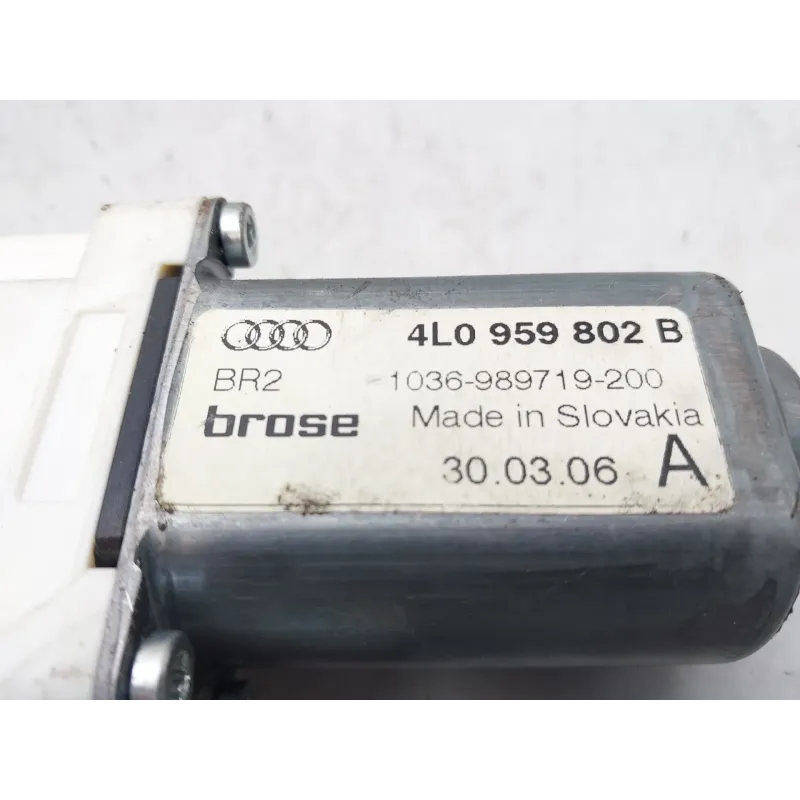 4L0 959 802 B
BR2 1036-989719-200
brose Made in Slovakia
30.03.06 A